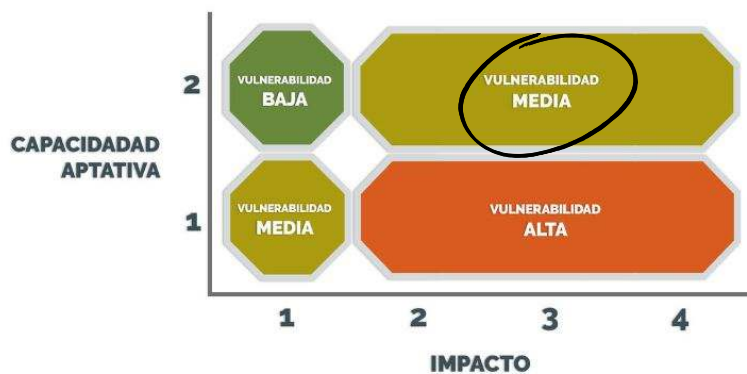 2
VULNERABILIDAD
BAJA
VULNERABILIDAD
MEDIA
CAPACIDADAD
APTATIVA
1
VULNERABILIDAD
MEDIA
VULNERABILIDAD
ALTA
1 2 3 4
IMPACTO